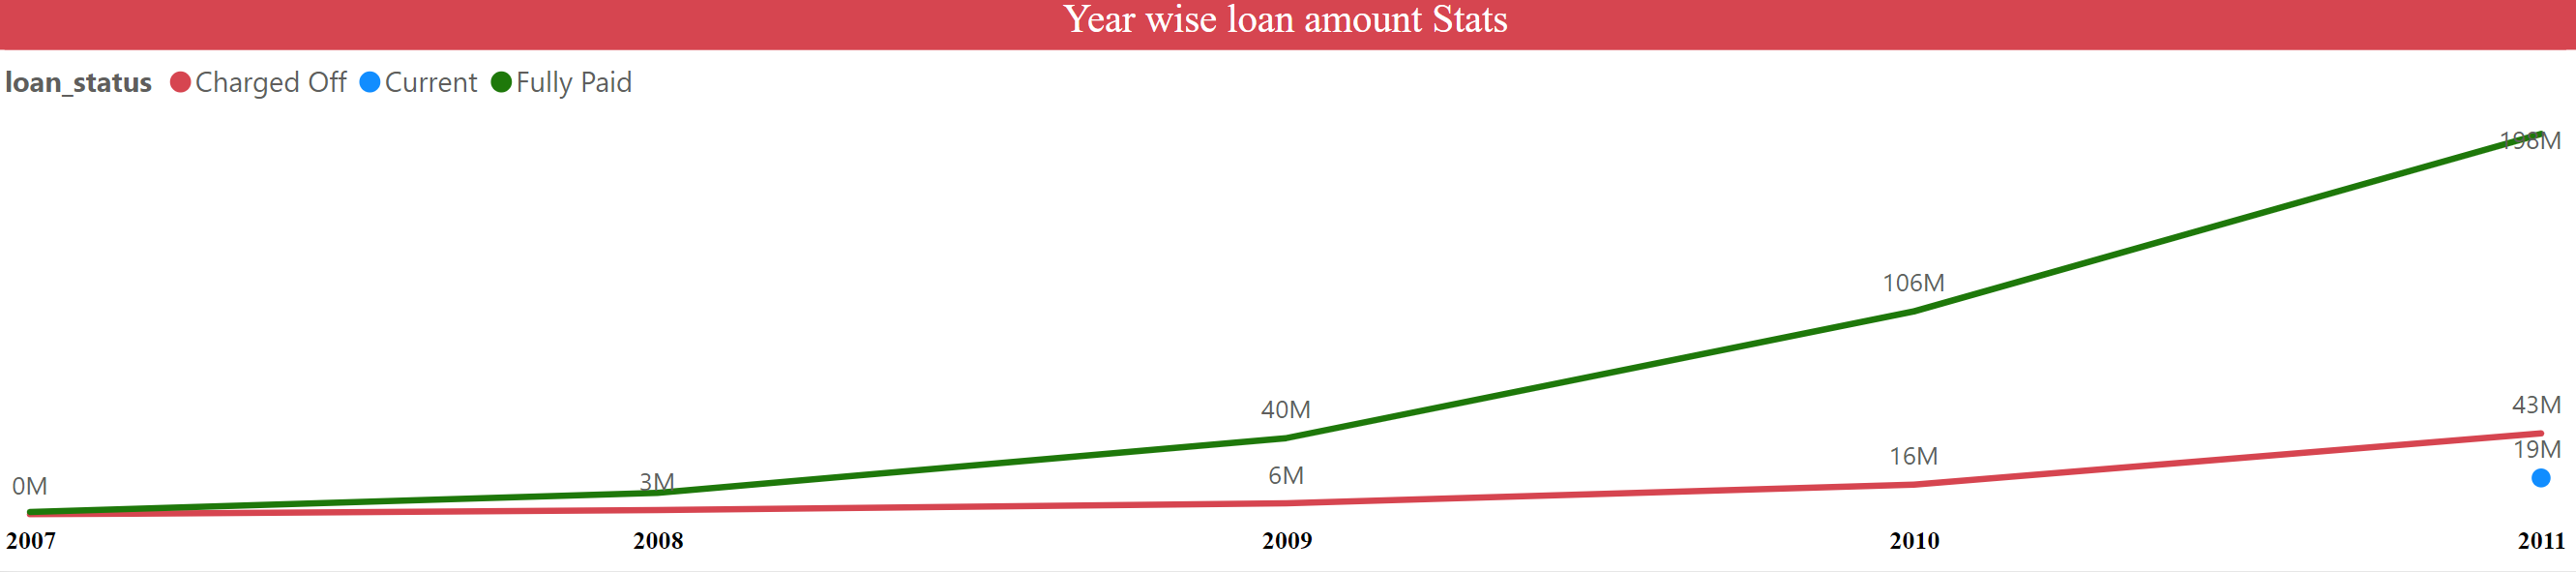 Year wise loan amount Stats
loan_status Charged Off Current Fully Paid
198M
106M
40M
43M
19M
16M
6M
3M
0M
2007 2008 2009 2010 2011